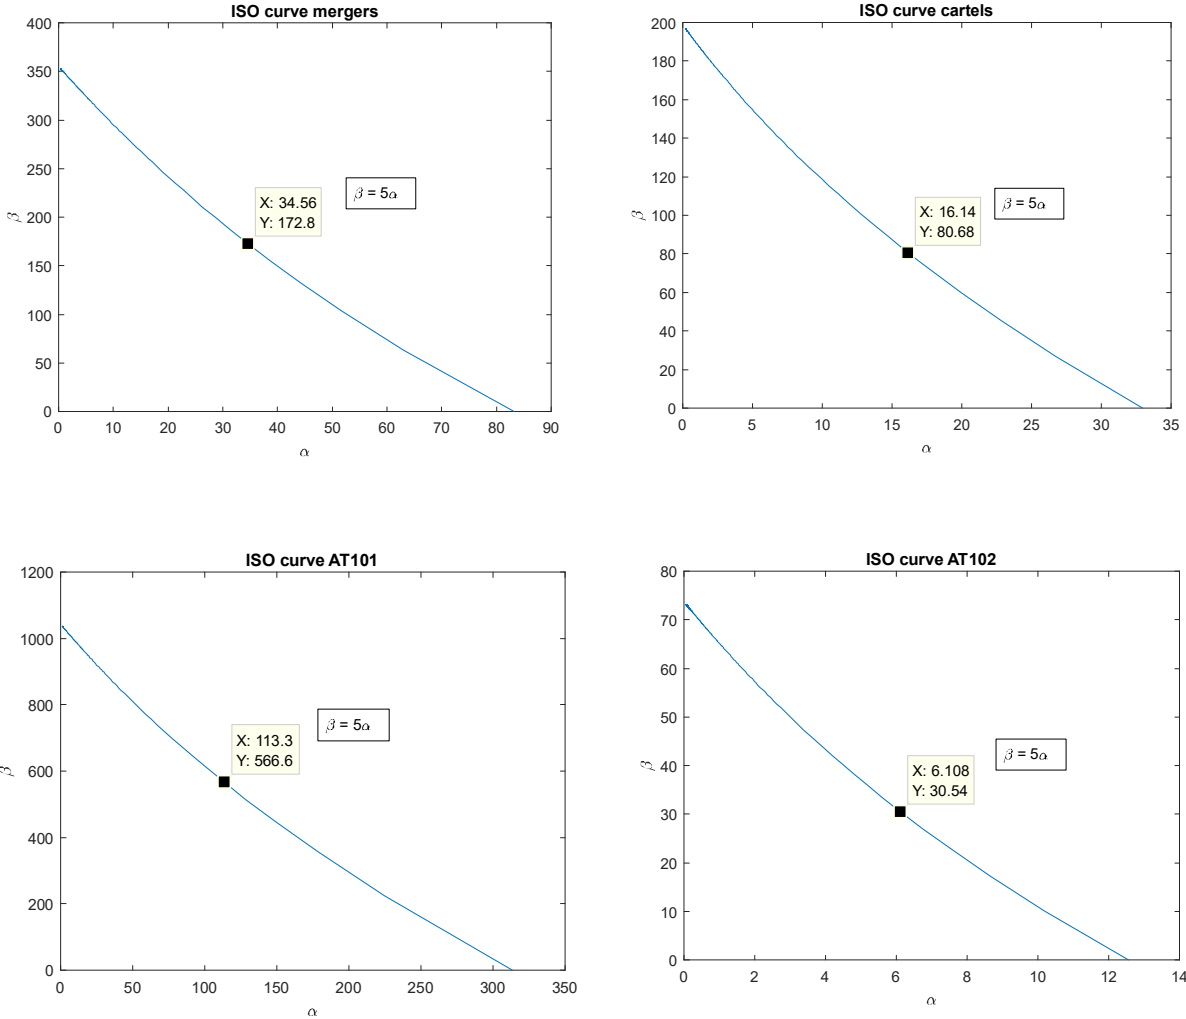 ISO curve mergers
400
350
300
250
200
150
100
50
0
β
X: 34.56
Y: 172.8
β = 5α
0 10 20 30 40 50 60 70 80 90
α
ISO curve cartels
200
180
160
140
120
100
80
60
40
20
0
β
X: 16.14
Y: 80.68
β = 5α
0 5 10 15 20 25 30 35
α
ISO curve AT101
1200
1000
800
600
400
200
0
β
X: 113.3
Y: 566.6
β = 5α
0 50 100 150 200 250 300 350
α
ISO curve AT102
80
70
60
50
40
30
20
10
0
β
X: 6.108
Y: 30.54
β = 5α
0 2 4 6 8 10 12 14
α